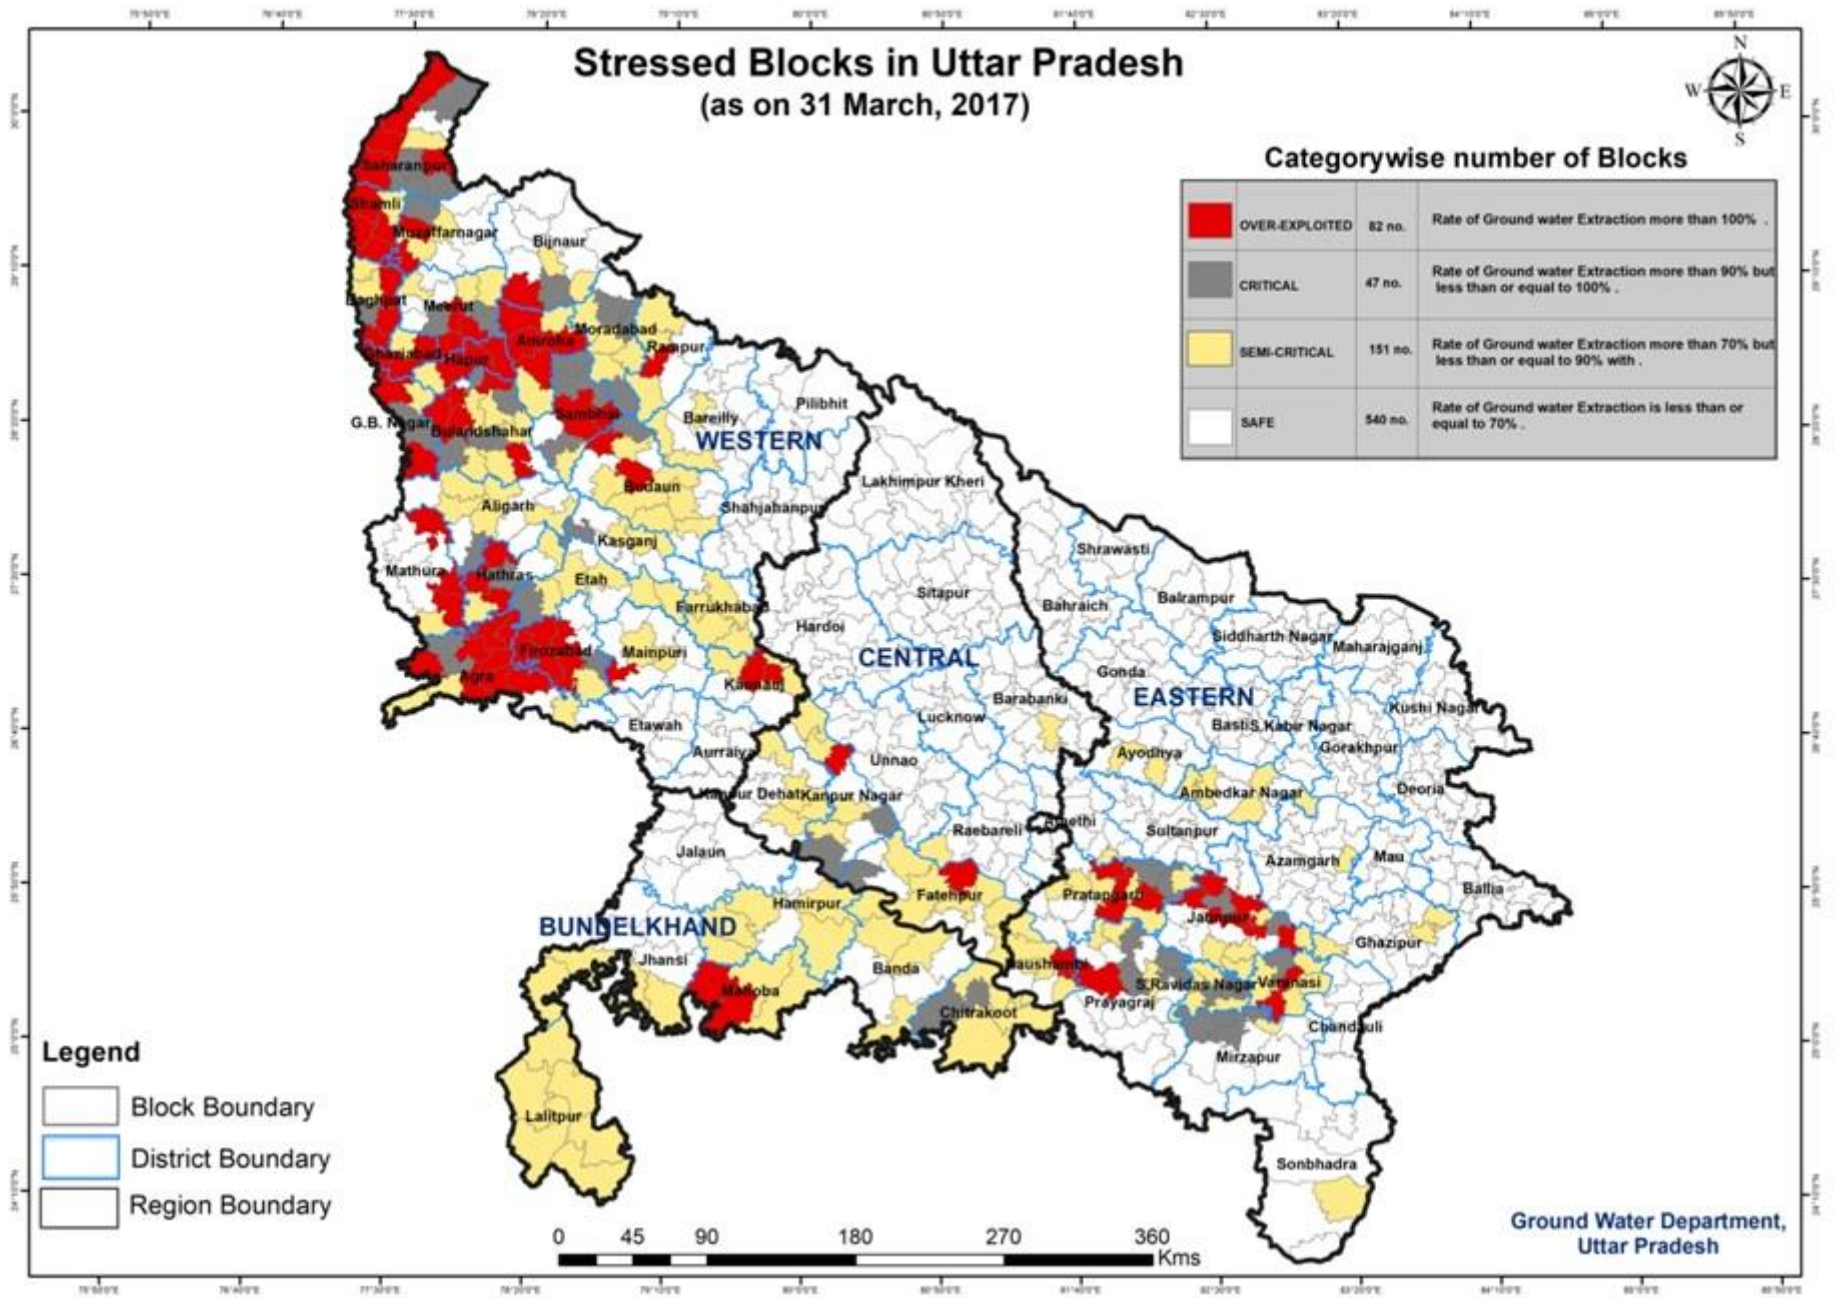 Stressed Blocks in Uttar Pradesh
(as on 31 March, 2017)
N
W
E
S
Categorywise number of Blocks
OVER-EXPLOITED 82 no. Rate of Ground water Extraction more than 100% .
CRITICAL 47 no. Rate of Ground water Extraction more than 90% but
less than or equal to 100% .
SEMI-CRITICAL 151 no. Rate of Ground water Extraction more than 70% but
less than or equal to 90% with .
SAFE 540 no. Rate of Ground water Extraction is less than or
equal to 70% .
Saharanpur
Shamli
Muzaffarnagar
Bijnaur
Baghpat
Meerut
Moradabad
Amroha
Rampur
Ghaziabad
Hapur
Sambhal
Bareilly
Pilibhit
G.B. Nagar
Bulandshahar
WESTERN
Budaun
Lakhimpur Kheri
Aligarh
Shahjahanpur
Kasganj
Shrawasti
Mathura
Hathras
Etah
Sitapur
Farrukhabad
Bahraich
Balrampur
Hardoi
Siddharth Nagar
Maharajganj
Firozabad
Mainpuri
CENTRAL
Gonda
Agra
Kannauj
Barabanki
EASTERN
Kushi Nagar
Etawah
Lucknow
Basti
S.Kabir Nagar
Gorakhpur
Aurraiya
Unnao
Ayodhya
Kanpur Dehat
Kanpur Nagar
Ambedkar Nagar
Deoria
Raebareli
Amethi
Sultanpur
Jalaun
Azamgarh
Mau
Hamirpur
Fatehpur
Pratapgarh
Ballia
BUNDELKHAND
Jaunpur
Ghazipur
Jhansi
Banda
Kaushambi
Mahoba
S.Ravidas Nagar
Varanasi
Prayagraj
Chitrakoot
Chandauli
Mirzapur
Lalitpur
Sonbhadra
Legend
Block Boundary
District Boundary
Region Boundary
0 45 90 180 270 360
Kms
Ground Water Department,
Uttar Pradesh